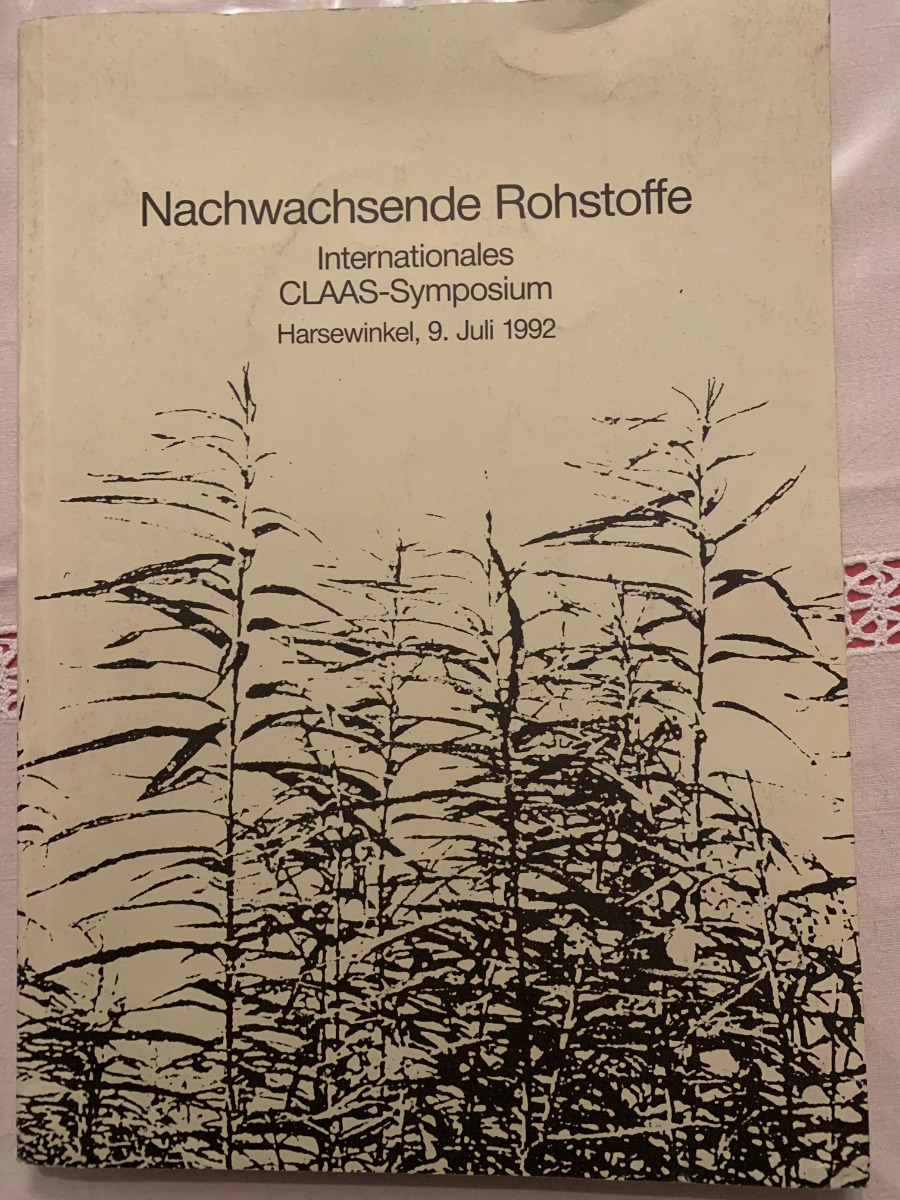 Nachwachsende Rohstoffe
Internationales
CLAAS-Symposium
Harsewinkel, 9. Juli 1992